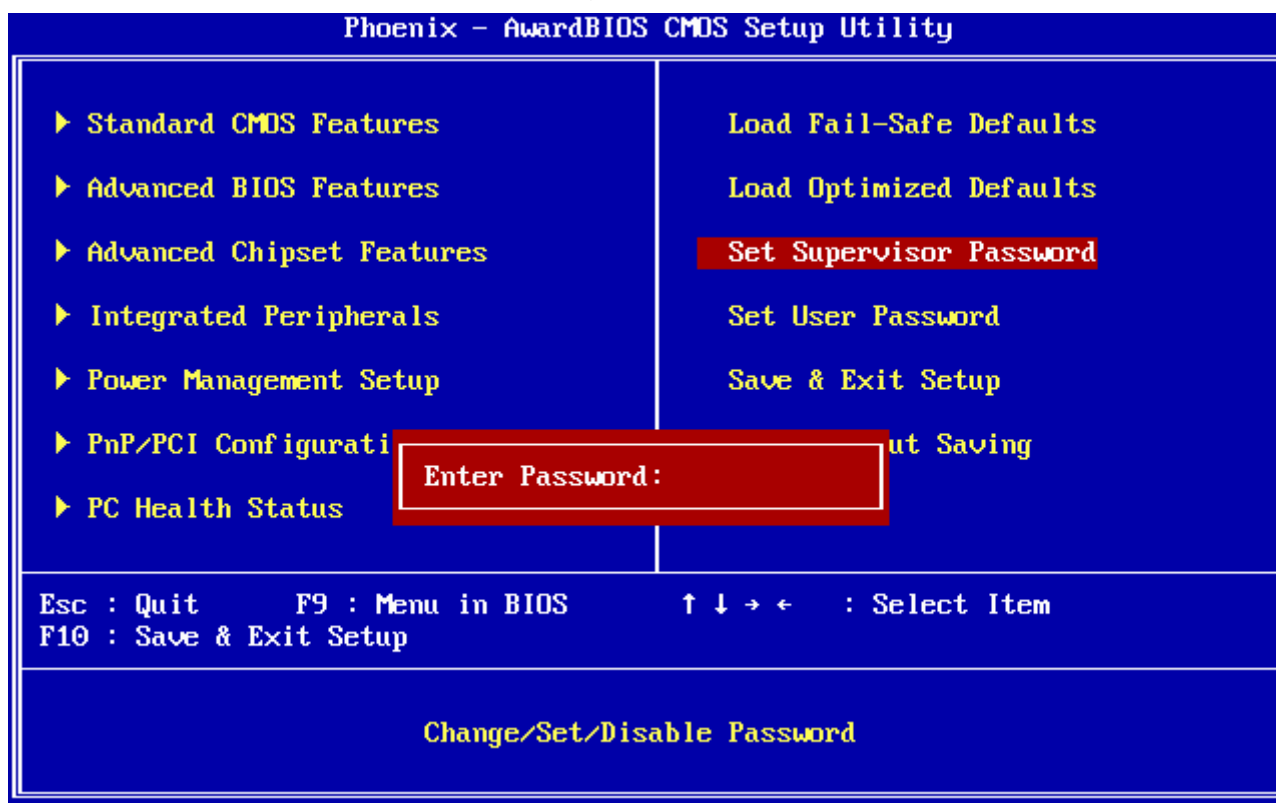 Phoenix - AwardBIOS CMOS Setup Utility
Standard CMOS Features
Advanced BIOS Features
Advanced Chipset Features
Integrated Peripherals
Power Management Setup
PnP/PCI Configurati
PC Health Status
Load Fail-Safe Defaults
Load Optimized Defaults
Set Supervisor Password
Set User Password
Save & Exit Setup
ut Saving
Enter Password:
Esc : Quit F9 : Menu in BIOS ↑ ↓ → ← : Select Item
F10 : Save & Exit Setup
Change/Set/Disable Password